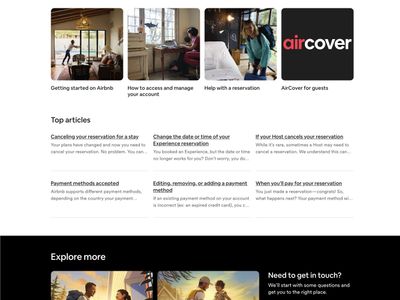 aircover
Getting started on Airbnb
How to access and manage
your account
Help with a reservation
AirCover for guests
Top articles
Canceling your reservation for a stay
Your plans have changed and now you need to
cancel your reservation. No problem. You can…
Change the date or time of your
Experience reservation
You booked an Experience, but the date or
time no longer works for you? Don't worry, you do…
If your Host cancels your reservation
While it's rare, sometimes a Host may need to
cancel a reservation. We understand this can…
Payment methods accepted
Airbnb supports different payment methods,
depending on the country your payment…
Editing, removing, or adding a payment
method
If an existing payment method on your account
is incorrect (ex: an expired credit card), you c…
When you'll pay for your reservation
You just made a reservation—congrats! So,
what happens next? Your payment method wi…
Explore more
Need to get in touch?
We'll start with some questions and
get you to the right place.